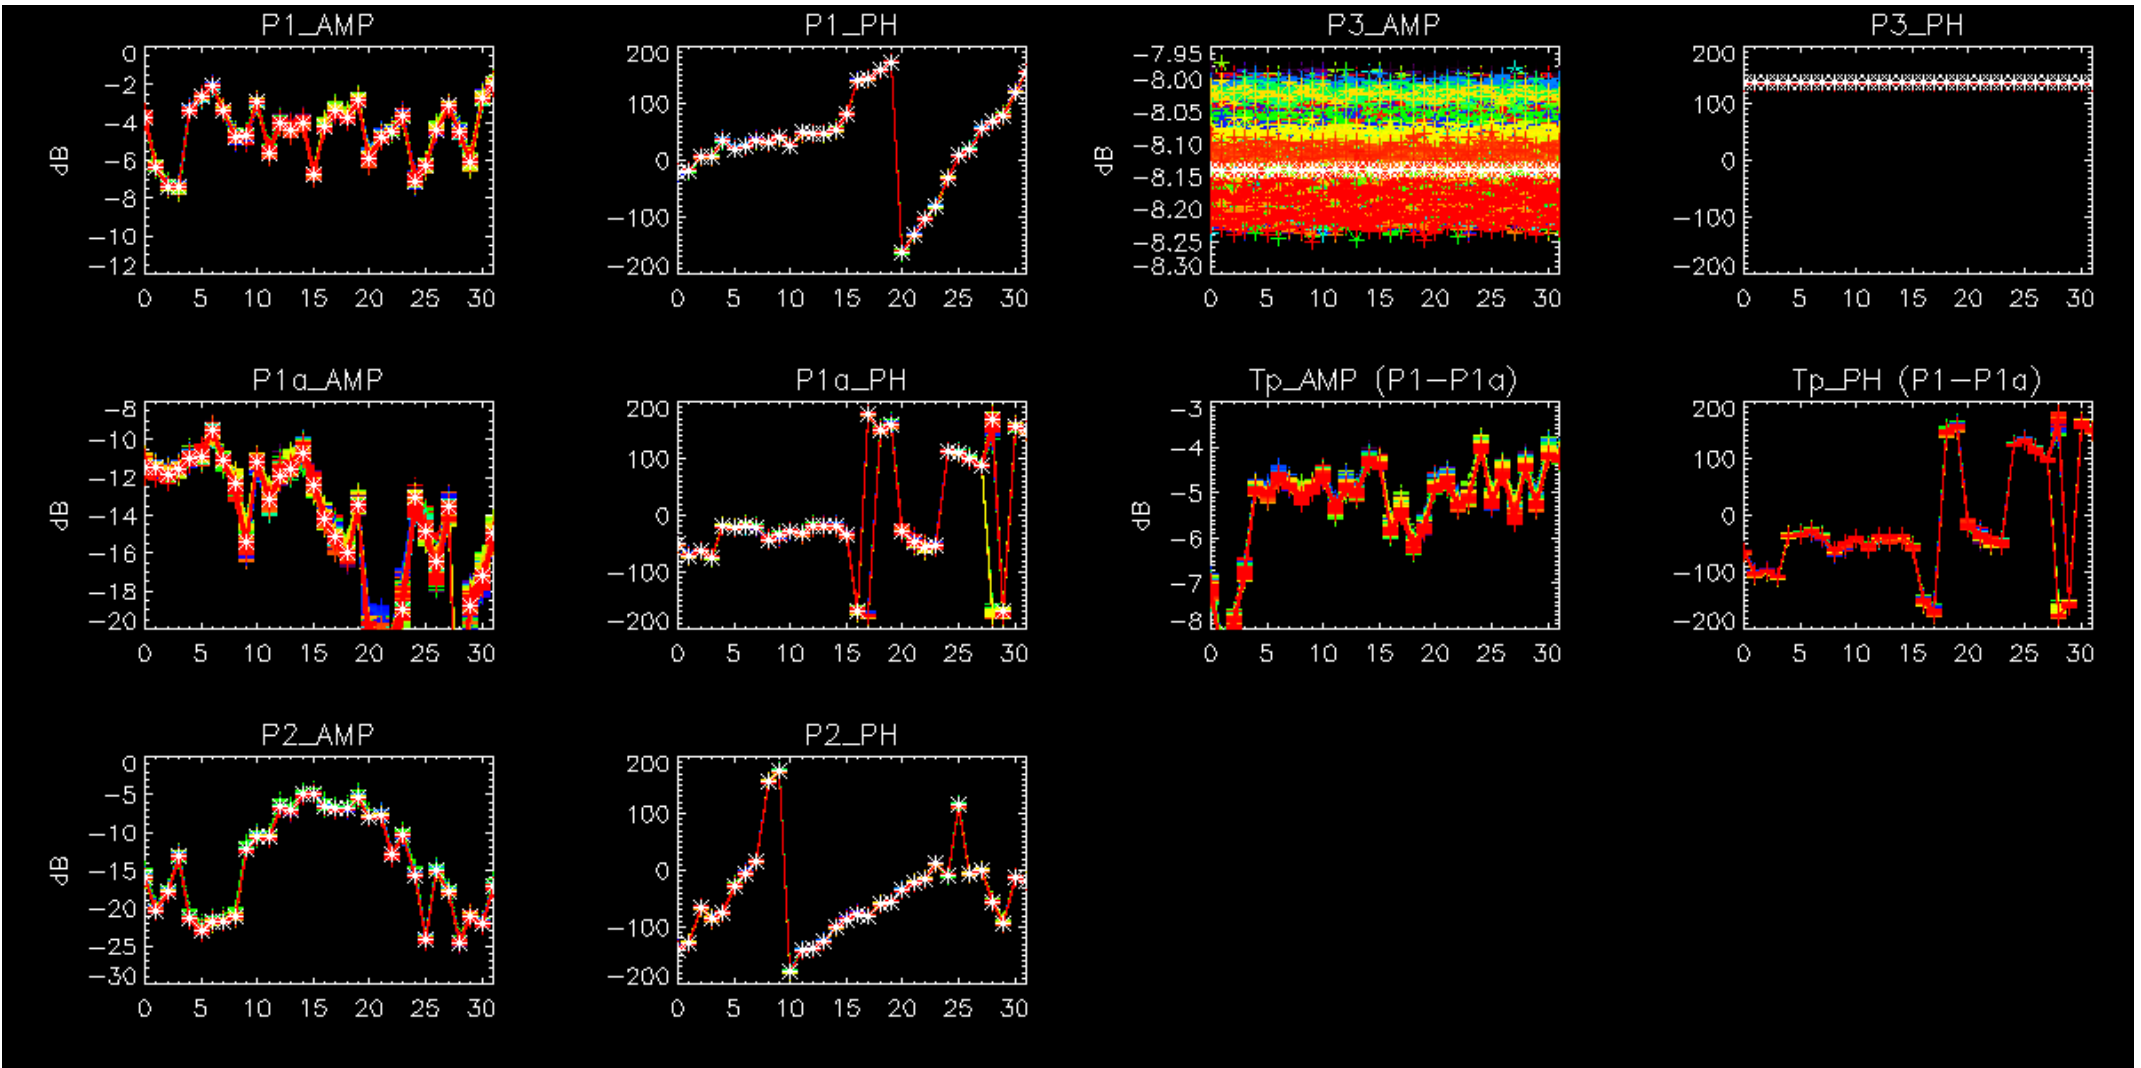 P1_AMP
P1_PH
P3_AMP
P3_PH
0
−2
−4
−6
−8
−10
−12
dB
0 5 10 15 20 25 30
200
100
0
−100
−200
0 5 10 15 20 25 30
−7.95
−8.00
−8.05
−8.10
−8.15
−8.20
−8.25
−8.30
dB
0 5 10 15 20 25 30
200
100
0
−100
−200
0 5 10 15 20 25 30
P1a_AMP
P1a_PH
Tp_AMP (P1−P1a)
Tp_PH (P1−P1a)
−8
−10
−12
−14
−16
−18
−20
dB
0 5 10 15 20 25 30
200
100
0
−100
−200
0 5 10 15 20 25 30
−3
−4
−5
−6
−7
−8
dB
0 5 10 15 20 25 30
200
100
0
−100
−200
0 5 10 15 20 25 30
P2_AMP
P2_PH
0
−5
−10
−15
−20
−25
−30
dB
0 5 10 15 20 25 30
200
100
0
−100
−200
0 5 10 15 20 25 30